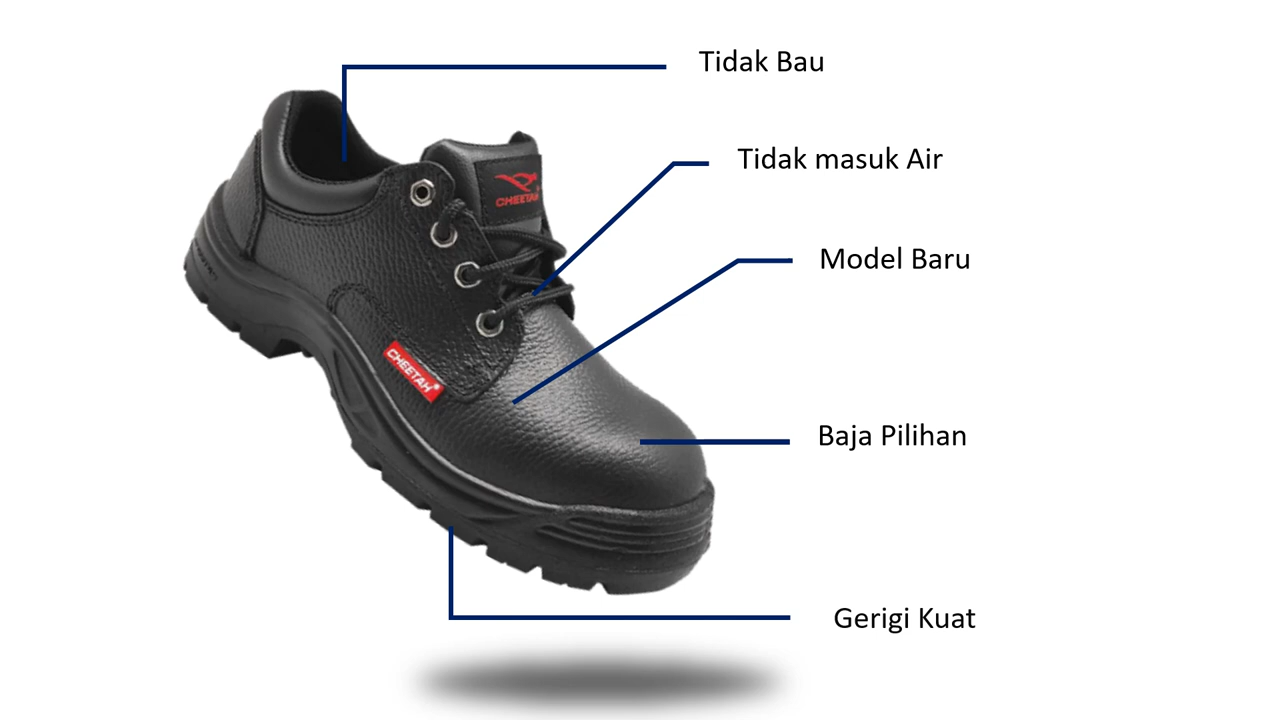 Tidak Bau
Tidak masuk Air
CHEETAH
Model Baru
CHEETAH
Baja Pilihan
Gerigi Kuat